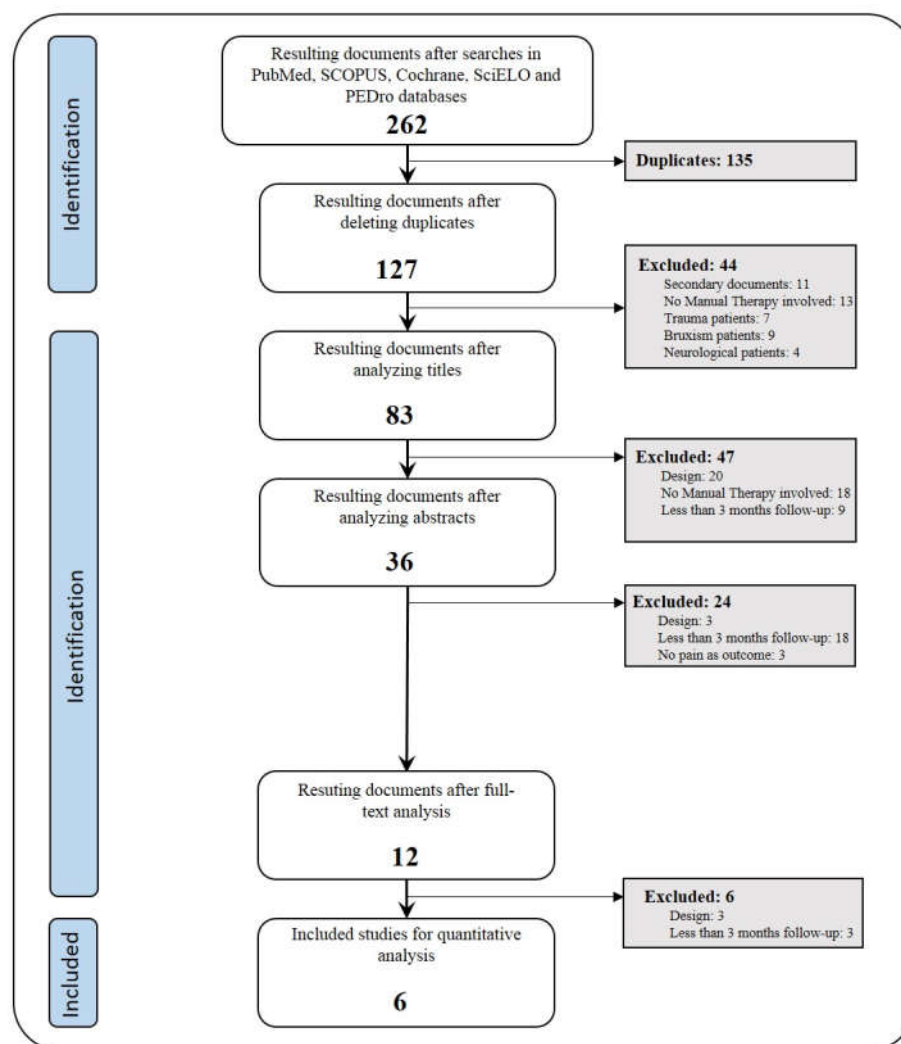 Identification
Resulting documents after searches in
PubMed, SCOPUS, Cochrane, SciELO and
PEDro databases
262
Duplicates: 135
Resulting documents after
deleting duplicates
127
Excluded: 44
Secondary documents: 11
No Manual Therapy involved: 13
Trauma patients: 7
Bruxism patients: 9
Neurological patients: 4
Identification
Resulting documents after
analyzing titles
83
Excluded: 47
Design: 20
No Manual Therapy involved: 18
Less than 3 months follow-up: 9
Resulting documents after
analyzing abstracts
36
Excluded: 24
Design: 3
Less than 3 months follow-up: 18
No pain as outcome: 3
Resuting documents after full-
text analysis
12
Excluded: 6
Design: 3
Less than 3 months follow-up: 3
Included
Included studies for quantitative
analysis
6